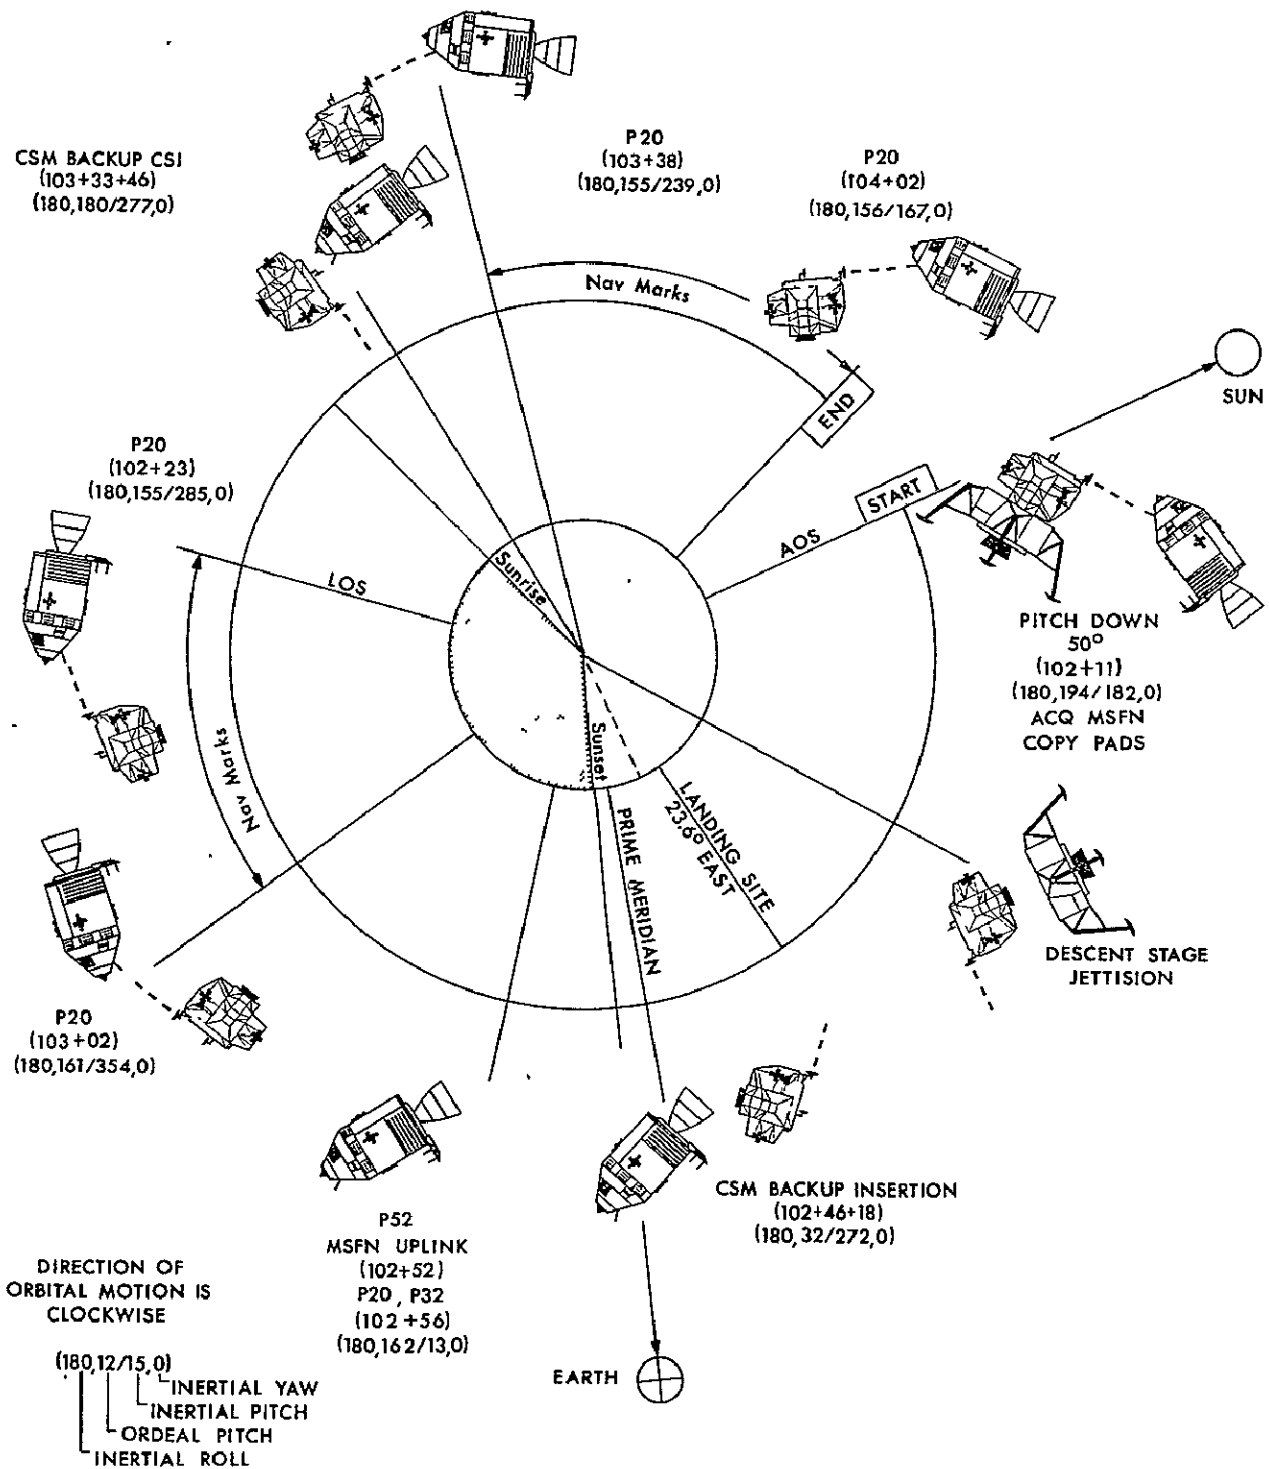 CSM BACKUP CSI
(103+33+46)
(180,180/277,0)
P20
(103+38)
(180,155/239,0)
P20
(104+02)
(180,156/167,0)
Nav Marks
SUN
END
START
AOS
P20
(102+23)
(180,155/285,0)
LOS
Sunrise
PITCH DOWN
50°
(102+11)
(180,194/182,0)
ACQ MSFN
COPY PADS
Nav Marks
Sunset
PRIME MERIDIAN
LANDING SITE
23.6° EAST
DESCENT STAGE
JETTISION
P20
(103+02)
(180,161/354,0)
CSM BACKUP INSERTION
(102+46+18)
(180,32/272,0)
P52
MSFN UPLINK
(102+52)
P20, P32
(102+56)
(180,162/13,0)
EARTH
DIRECTION OF
ORBITAL MOTION IS
CLOCKWISE
(180,12/15,0)
INERTIAL YAW
INERTIAL PITCH
ORDEAL PITCH
INERTIAL ROLL